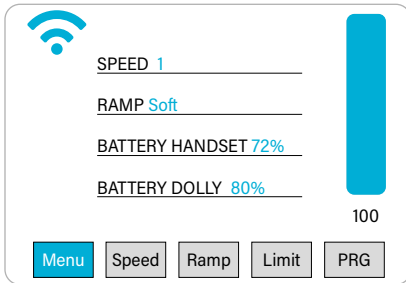 SPEED 1
RAMP Soft
BATTERY HANDSET 72%
BATTERY DOLLY 80%
100
Menu Speed Ramp Limit PRG